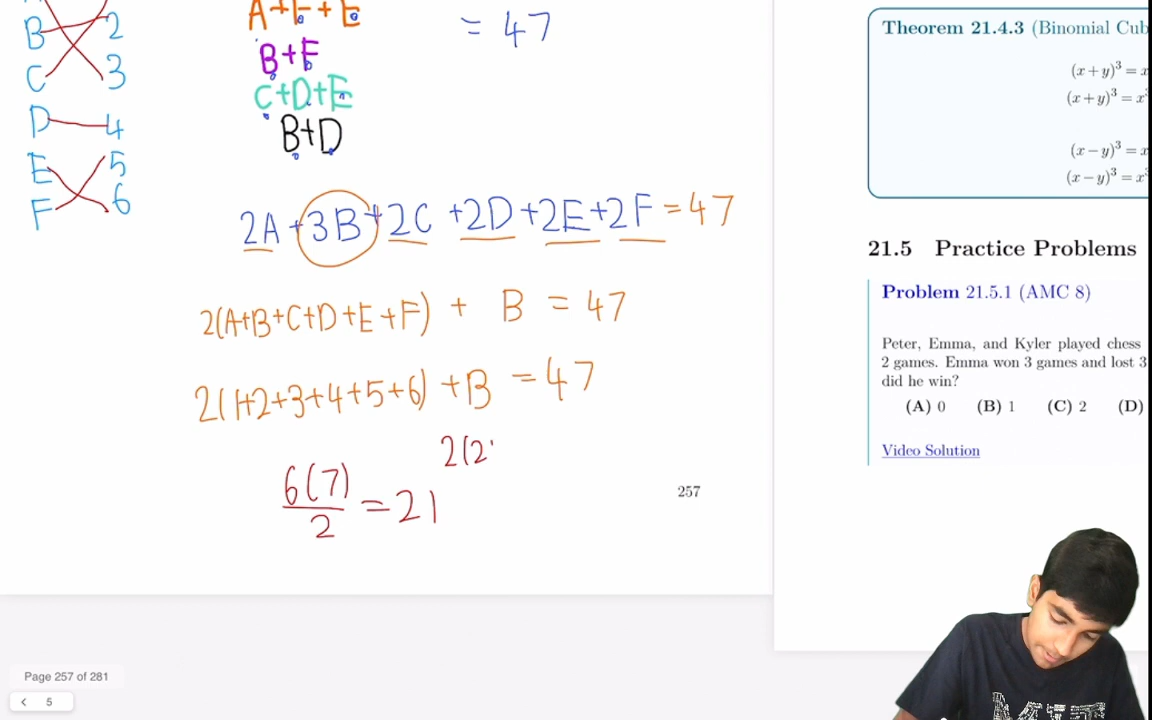 B 2
C 3
D 4
E 5
F 6
A+F+E
B+F
C+D+E
B+D
= 47
2A+3B+2C+2D+2E+2F=47
2(A+B+C+D+E+F) + B = 47
2(1+2+3+4+5+6) +B =47
2(2
6(7)
2
=21
257
Page 257 of 281
< 5
Theorem 21.4.3 (Binomial Cub
(x+y)³ = x
(x+y)³ = x
(x−y)³ = x
(x−y)³ = x
21.5 Practice Problems
Problem 21.5.1 (AMC 8)
Peter, Emma, and Kyler played chess
2 games. Emma won 3 games and lost 3
did he win?
(A) 0 (B) 1 (C) 2 (D)
Video Solution